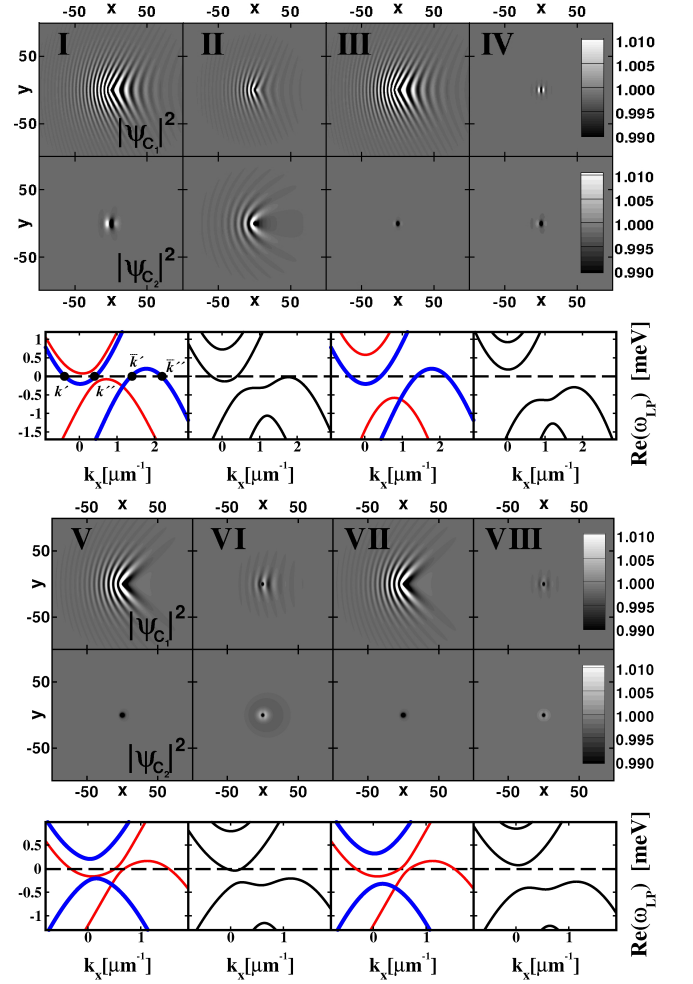 -50 50 -50 50 -50 50 -50 50
x x x x
I II III IV
50
y
-50
|ψC1|²
1.010
1.005
1.000
0.995
0.990
50
y
-50
|ψC2|²
1.010
1.005
1.000
0.995
0.990
-50 50 -50 50 -50 50 -50 50
x x x x
1
0.5
0
-0.5
-1
-1.5
k´ k´´ k̄´ k̄´´
0 1 2 0 1 2 0 1 2 0 1 2
kx[μm⁻¹] kx[μm⁻¹] kx[μm⁻¹] kx[μm⁻¹]
Re(ωLP) [meV]
-50 50 -50 50 -50 50 -50 50
x x x x
V VI VII VIII
50
y
-50
|ψC1|²
1.010
1.005
1.000
0.995
0.990
50
y
-50
|ψC2|²
1.010
1.005
1.000
0.995
0.990
-50 50 -50 50 -50 50 -50 50
x x x x
0.5
0
-0.5
-1
0 1 0 1 0 1 0 1
kx[μm⁻¹] kx[μm⁻¹] kx[μm⁻¹] kx[μm⁻¹]
Re(ωLP) [meV]